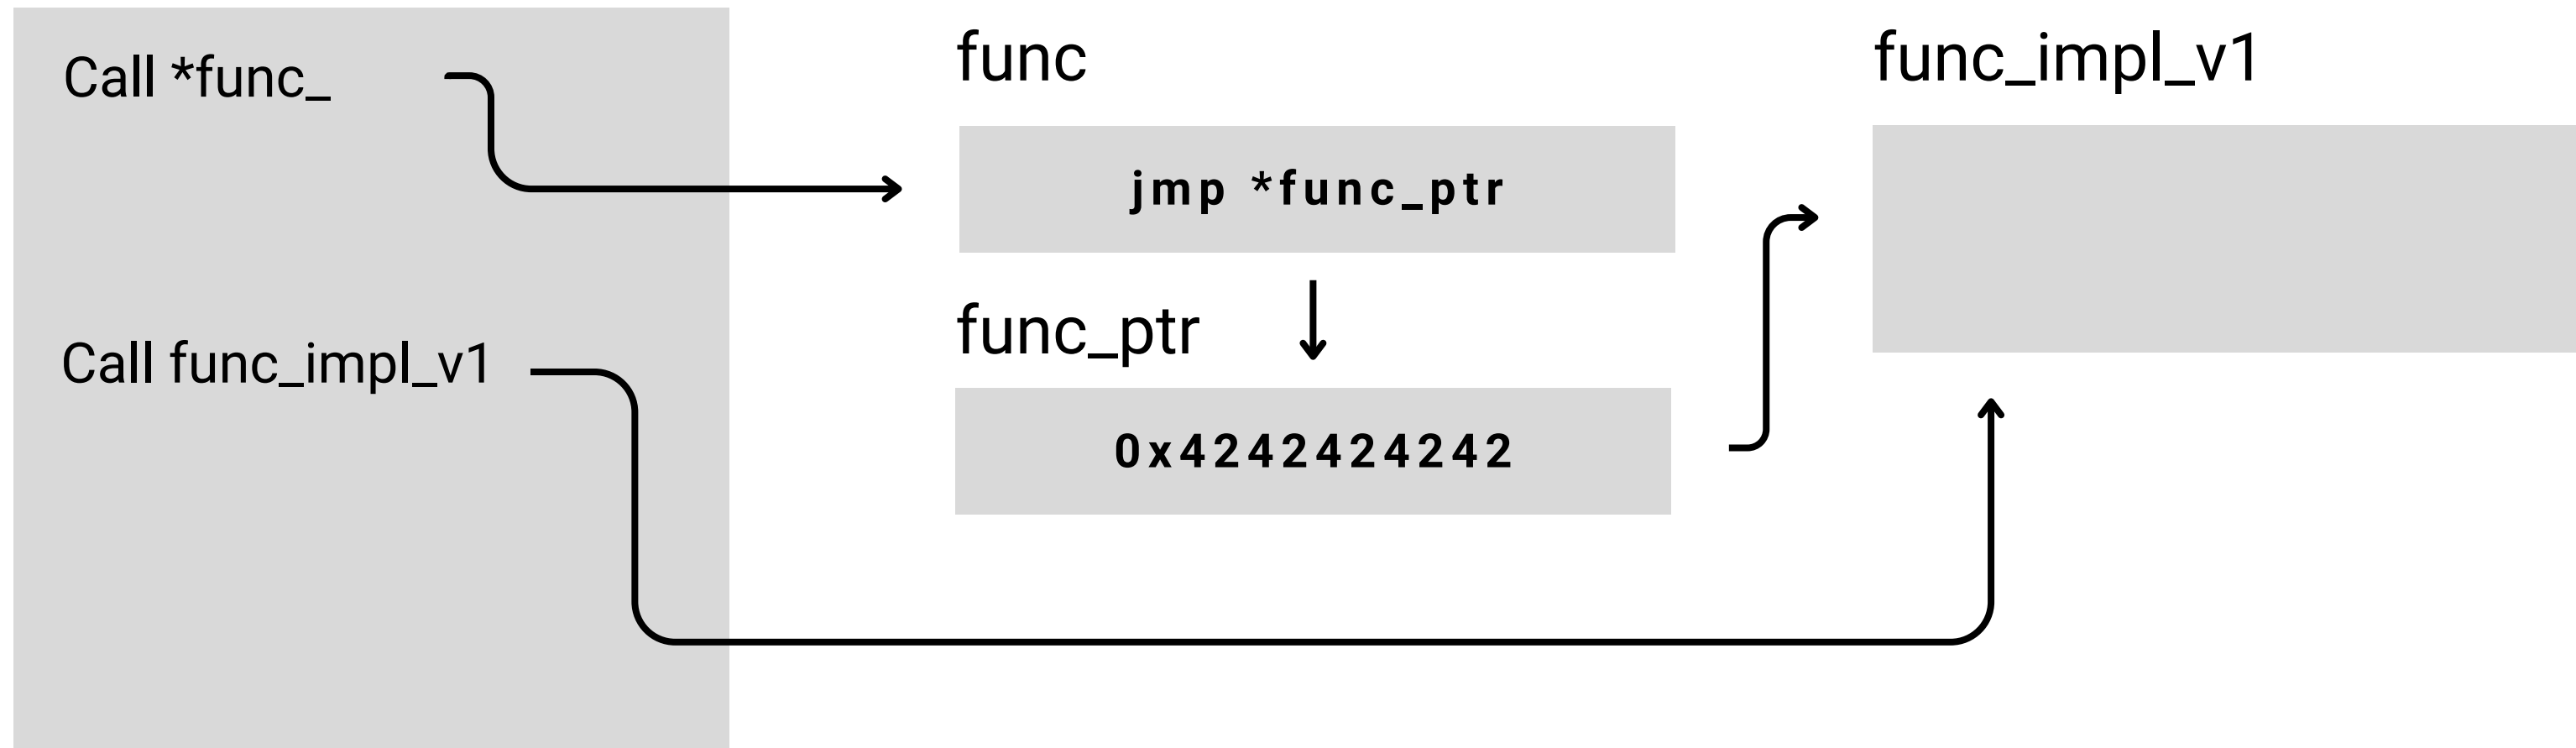 Call *func_
Call func_impl_v1
func
jmp *func_ptr
func_ptr
0x4242424242
func_impl_v1